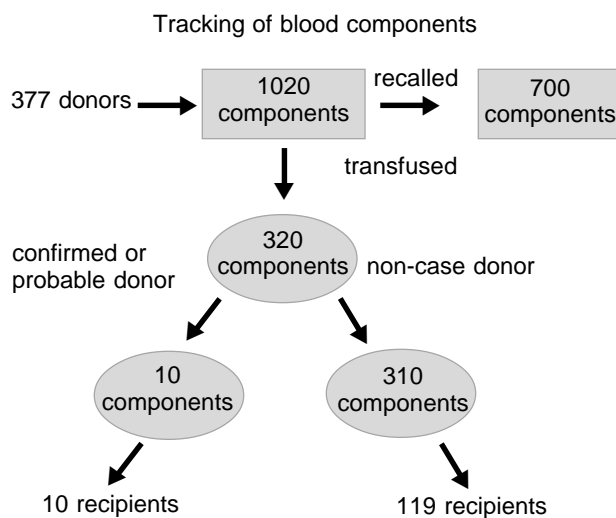 Tracking of blood components
377 donors
1020
components
recalled
700
components
transfused
320
components
confirmed or
probable donor
non-case donor
10
components
310
components
10 recipients
119 recipients